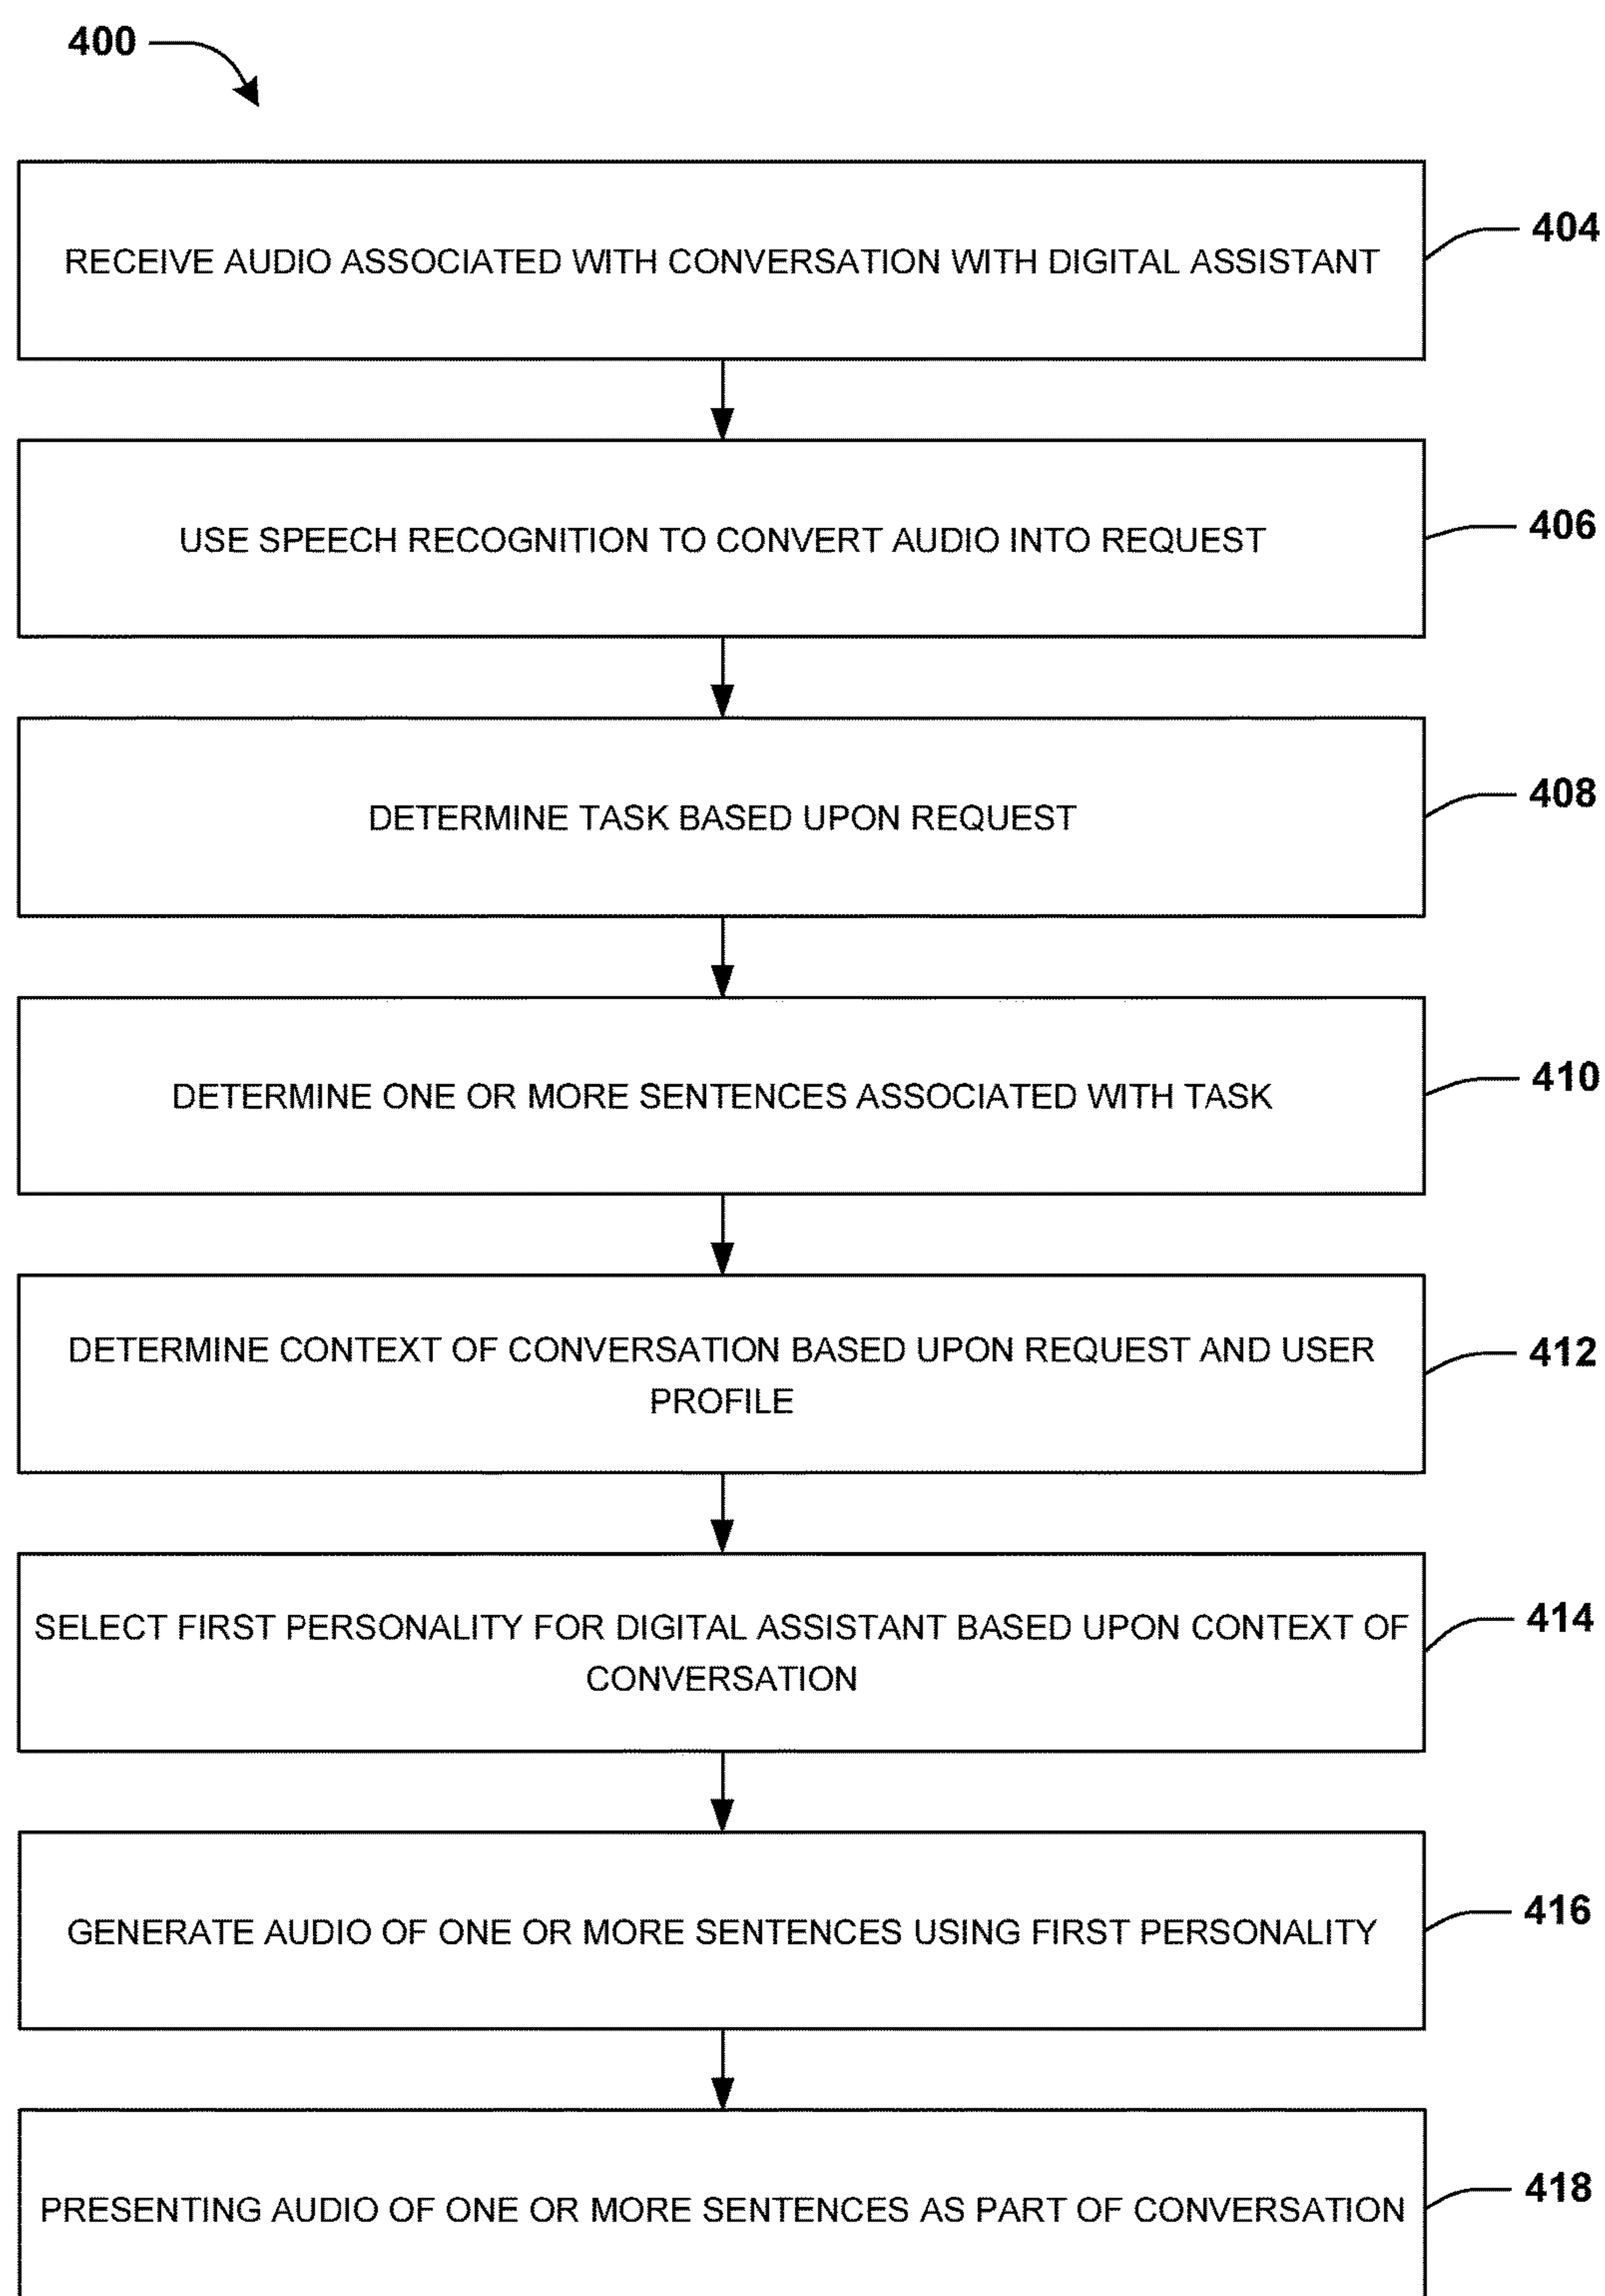 400
RECEIVE AUDIO ASSOCIATED WITH CONVERSATION WITH DIGITAL ASSISTANT
404
USE SPEECH RECOGNITION TO CONVERT AUDIO INTO REQUEST
406
DETERMINE TASK BASED UPON REQUEST
408
DETERMINE ONE OR MORE SENTENCES ASSOCIATED WITH TASK
410
DETERMINE CONTEXT OF CONVERSATION BASED UPON REQUEST AND USER
PROFILE
412
SELECT FIRST PERSONALITY FOR DIGITAL ASSISTANT BASED UPON CONTEXT OF
CONVERSATION
414
GENERATE AUDIO OF ONE OR MORE SENTENCES USING FIRST PERSONALITY
416
PRESENTING AUDIO OF ONE OR MORE SENTENCES AS PART OF CONVERSATION
418